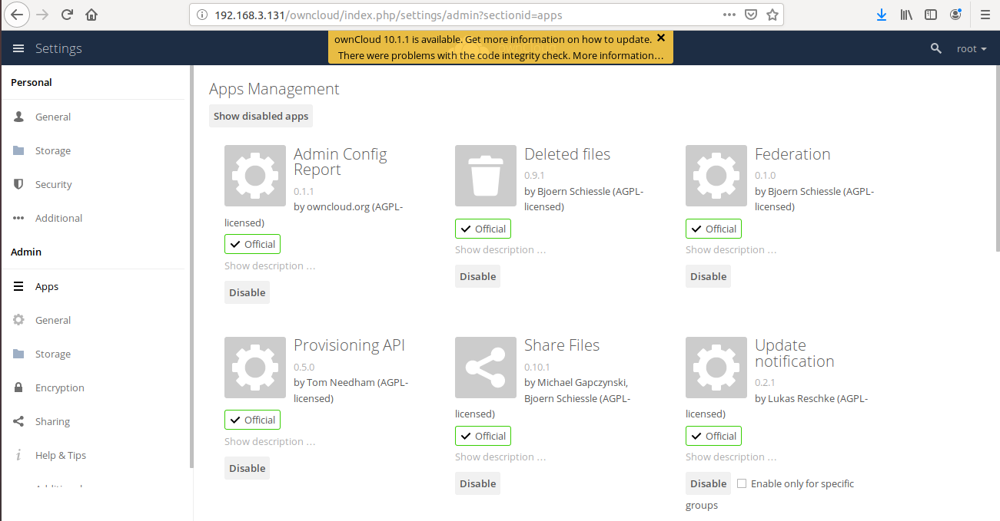 192.168.3.131/owncloud/index.php/settings/admin?sectionid=apps
Settings
ownCloud 10.1.1 is available. Get more information on how to update.
There were problems with the code integrity check. More information…
ownCloud
root
Personal
General
Storage
Security
Additional
Admin
Apps
General
Storage
Encryption
Sharing
Help & Tips
Apps Management
Show disabled apps
Admin Config
Report
0.1.1
by owncloud.org (AGPL-
licensed)
Official
Show description …
Disable
Deleted files
0.9.1
by Bjoern Schiessle (AGPL-
licensed)
Official
Show description …
Disable
Federation
0.1.0
by Bjoern Schiessle (AGPL-
licensed)
Official
Show description …
Disable
Provisioning API
0.5.0
by Tom Needham (AGPL-
licensed)
Official
Show description …
Disable
Share Files
0.10.1
by Michael Gapczynski,
Bjoern Schiessle (AGPL-
licensed)
Official
Show description …
Disable
Update
notification
0.2.1
by Lukas Reschke (AGPL-
licensed)
Official
Show description …
Disable Enable only for specific
groups